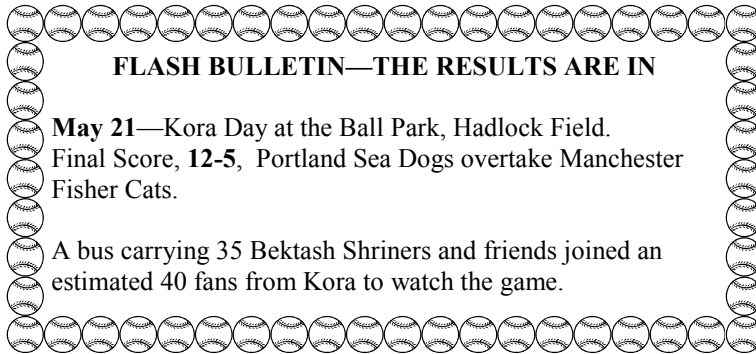 FLASH BULLETIN—THE RESULTS ARE IN
May 21—Kora Day at the Ball Park, Hadlock Field.
Final Score, 12-5,  Portland Sea Dogs overtake Manchester
Fisher Cats.
A bus carrying 35 Bektash Shriners and friends joined an
estimated 40 fans from Kora to watch the game.